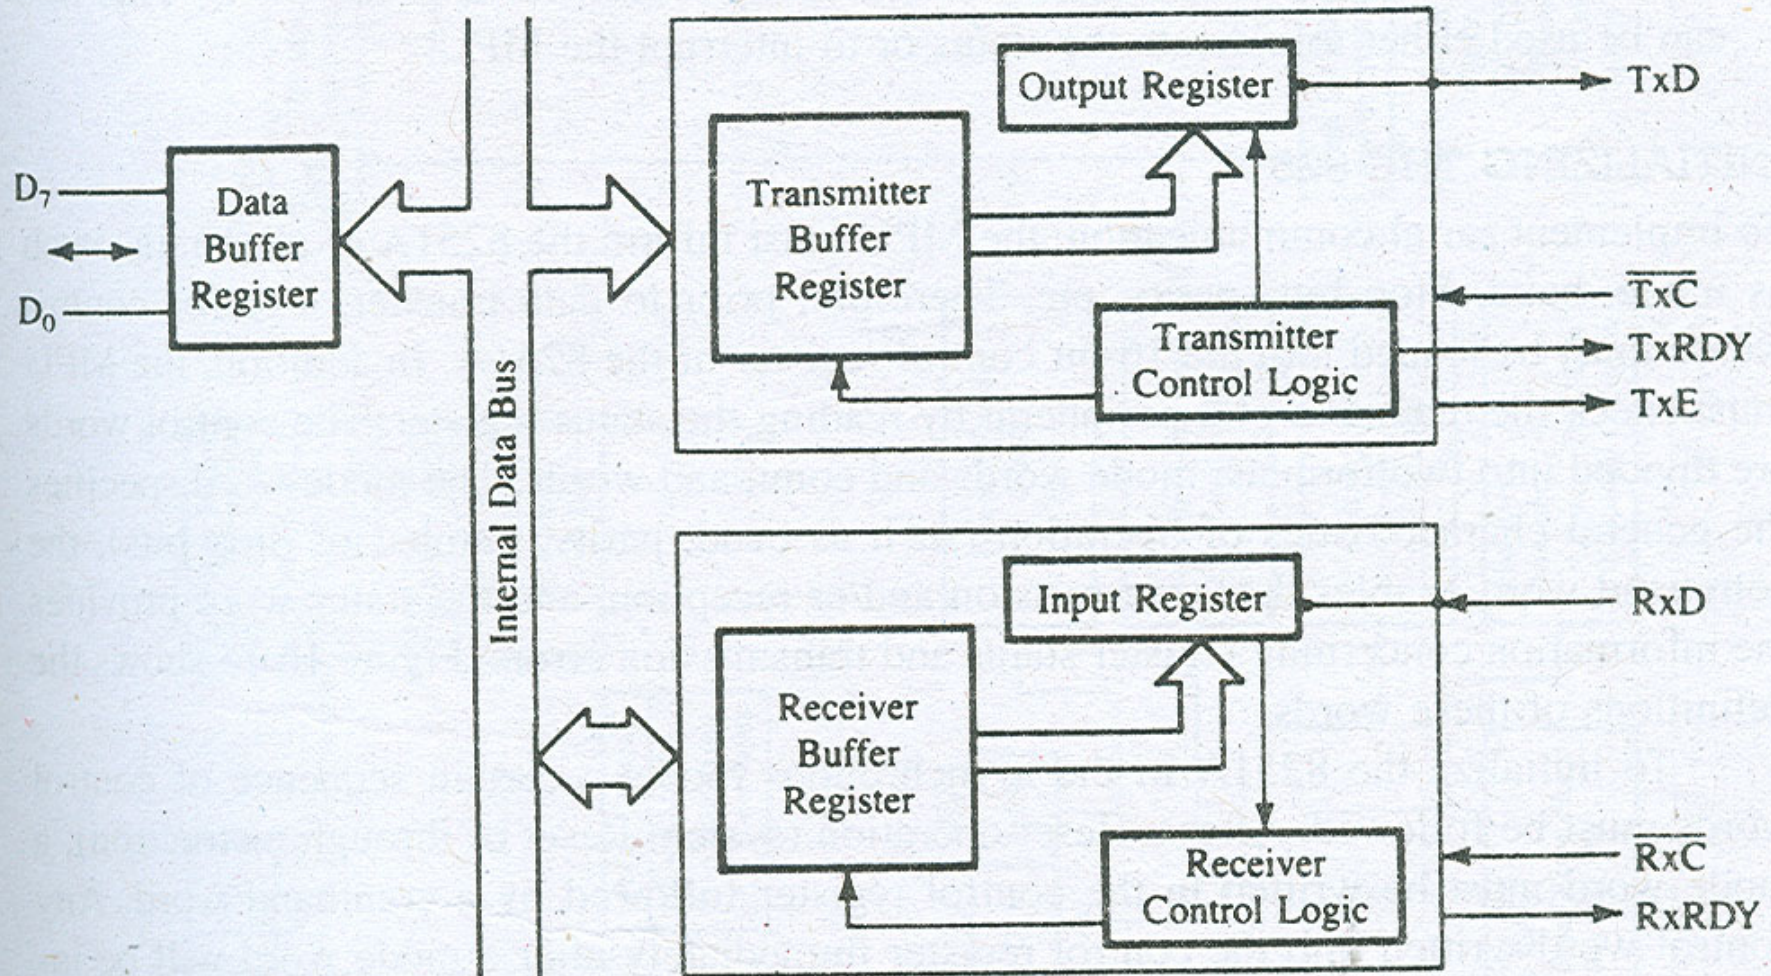 Output Register
TxD
D7
Data
Buffer
Register
D0
Transmitter
Buffer
Register
TxC
Transmitter
Control Logic
TxRDY
TxE
Internal Data Bus
Input Register
RxD
Receiver
Buffer
Register
Receiver
Control Logic
RxC
RxRDY